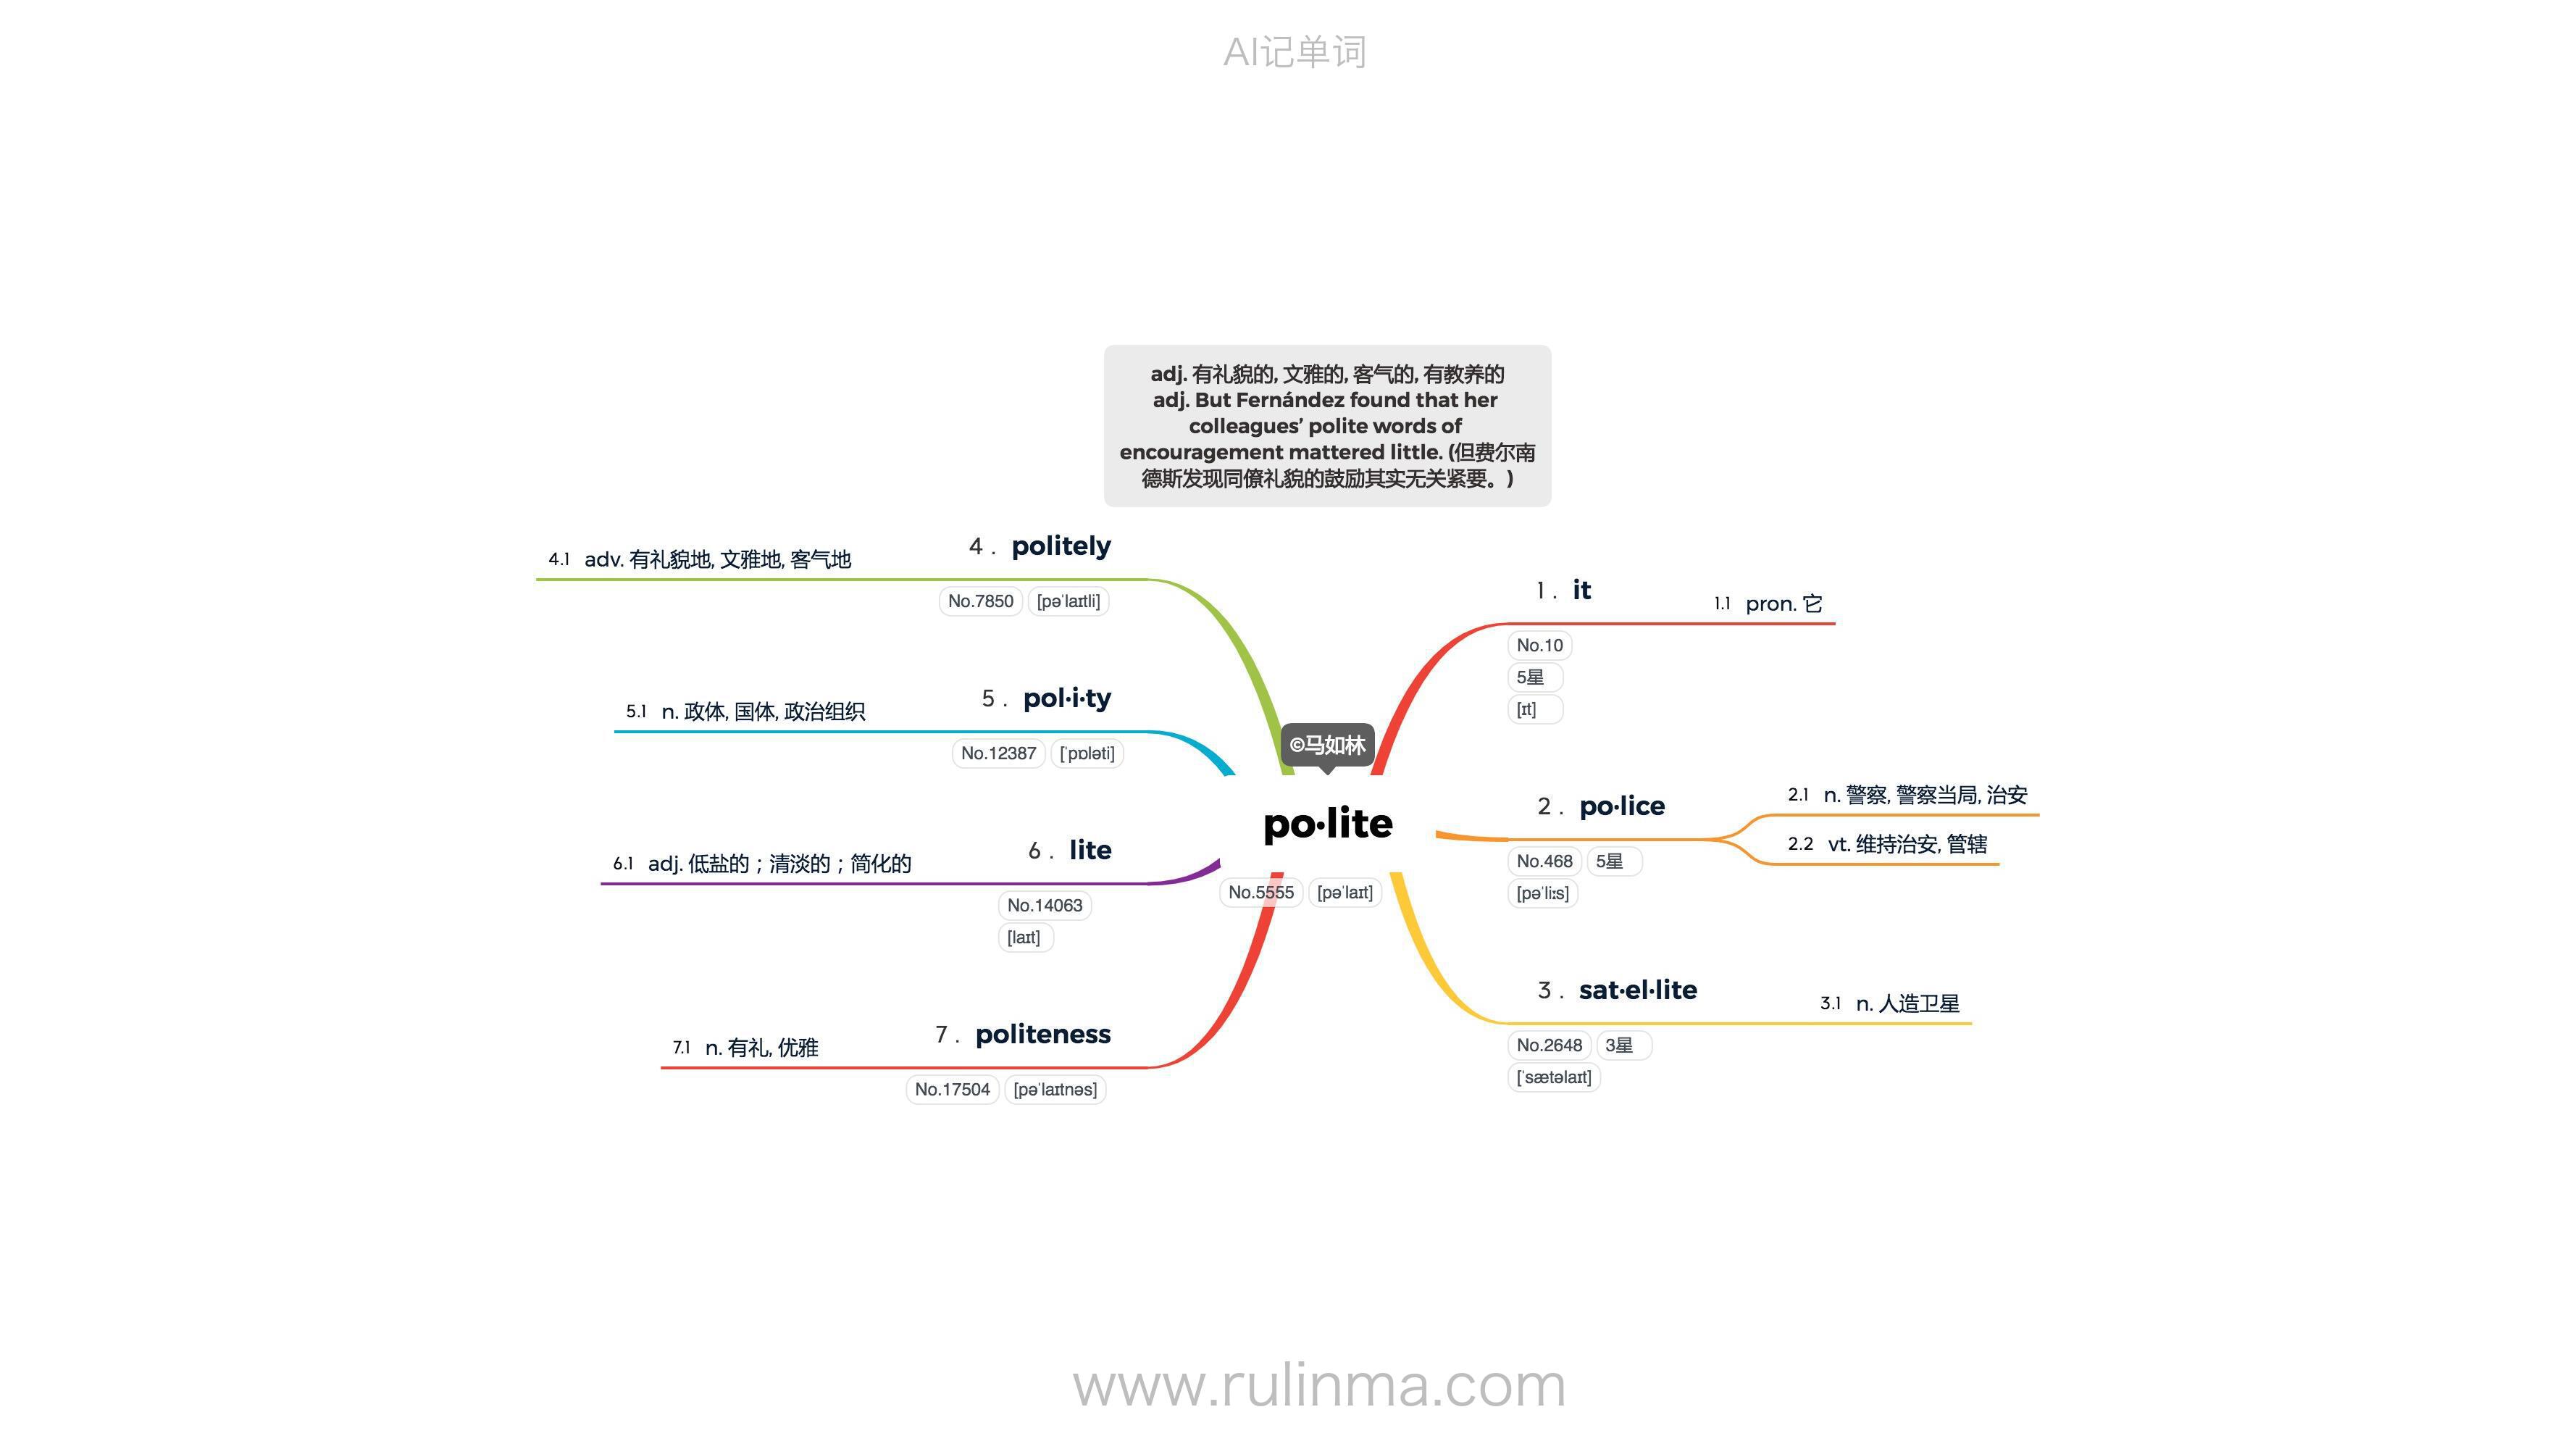 AI记单词
adj. 有礼貌的, 文雅的, 客气的, 有教养的
adj. But Fernández found that her
colleagues’ polite words of
encouragement mattered little. (但费尔南
德斯发现同僚礼貌的鼓励其实无关紧要。)
©马如林
po·lite
No.5555 [pəˈlaɪt]
1 . it
No.10
5星
[ɪt]
1.1 pron. 它
2 . po·lice
No.468 5星
[pəˈliːs]
2.1 n. 警察, 警察当局, 治安
2.2 vt. 维持治安, 管辖
3 . sat·el·lite
No.2648 3星
[ˈsætəlaɪt]
3.1 n. 人造卫星
4 . politely
No.7850 [pəˈlaɪtli]
4.1 adv. 有礼貌地, 文雅地, 客气地
5 . pol·i·ty
No.12387 [ˈpɒləti]
5.1 n. 政体, 国体, 政治组织
6 . lite
No.14063
[laɪt]
6.1 adj. 低盐的；清淡的；简化的
7 . politeness
No.17504 [pəˈlaɪtnəs]
7.1 n. 有礼, 优雅
www.rulinma.com